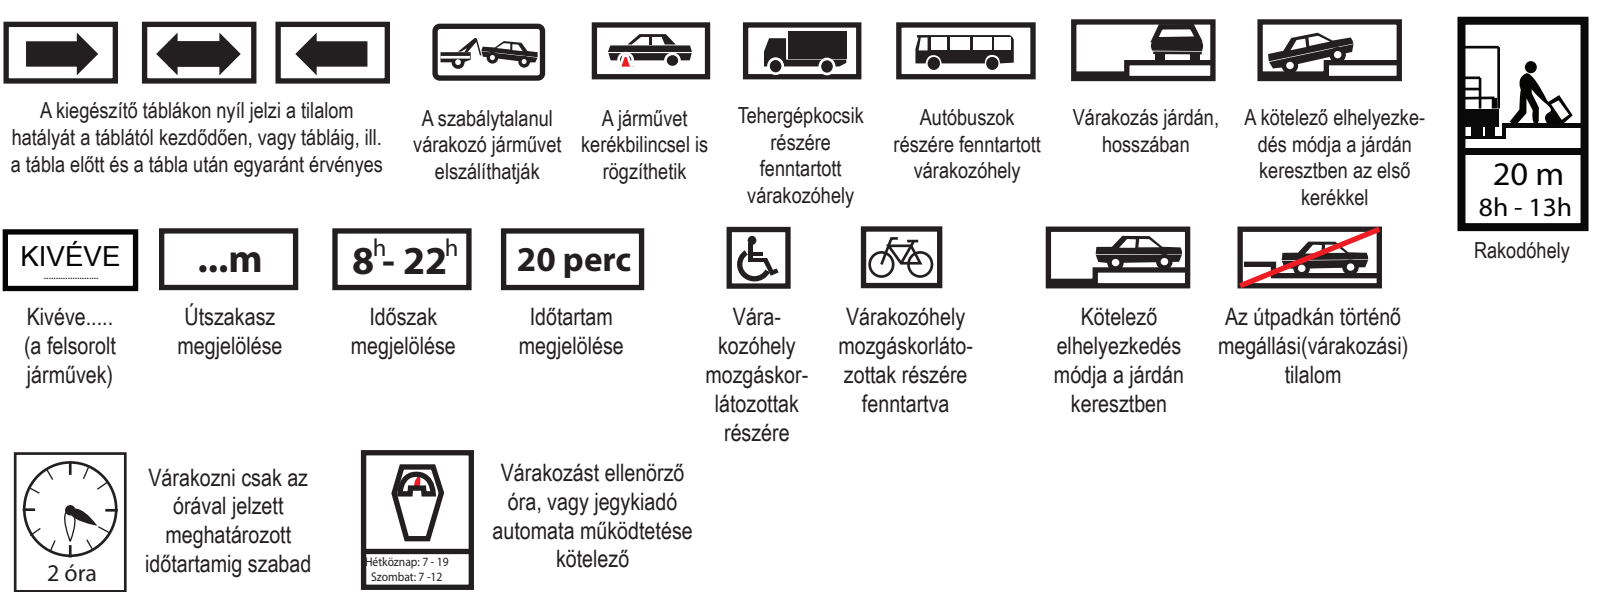 A kiegészítő táblákon nyíl jelzi a tilalom
hatályát a táblától kezdődően, vagy tábláig, ill.
a tábla előtt és a tábla után egyaránt érvényes
A szabálytalanul
várakozó járművet
elszálíthatják
A járművet
kerékbilincsel is
rögzíthetik
Tehergépkocsik
részére
fenntartott
várakozóhely
Autóbuszok
részére fenntartott
várakozóhely
Várakozás járdán,
hosszában
A kötelező elhelyezke-
dés módja a járdán
keresztben az első
kerékkel
20 m
8h - 13h
Rakodóhely
KIVÉVE
Kivéve.....
(a felsorolt
járművek)
...m
Útszakasz
megjelölése
8h- 22h
Időszak
megjelölése
20 perc
Időtartam
megjelölése
Vára-
kozóhely
mozgáskor-
látozottak
részére
Várakozóhely
mozgáskorláto-
zottak részére
fenntartva
Kötelező
elhelyezkedés
módja a járdán
keresztben
Az útpadkán történő
megállási(várakozási)
tilalom
2 óra
Várakozni csak az
órával jelzett
meghatározott
időtartamig szabad
Hétköznap: 7 - 19
Szombat: 7 -12
Várakozást ellenörző
óra, vagy jegykiadó
automata működtetése
kötelező